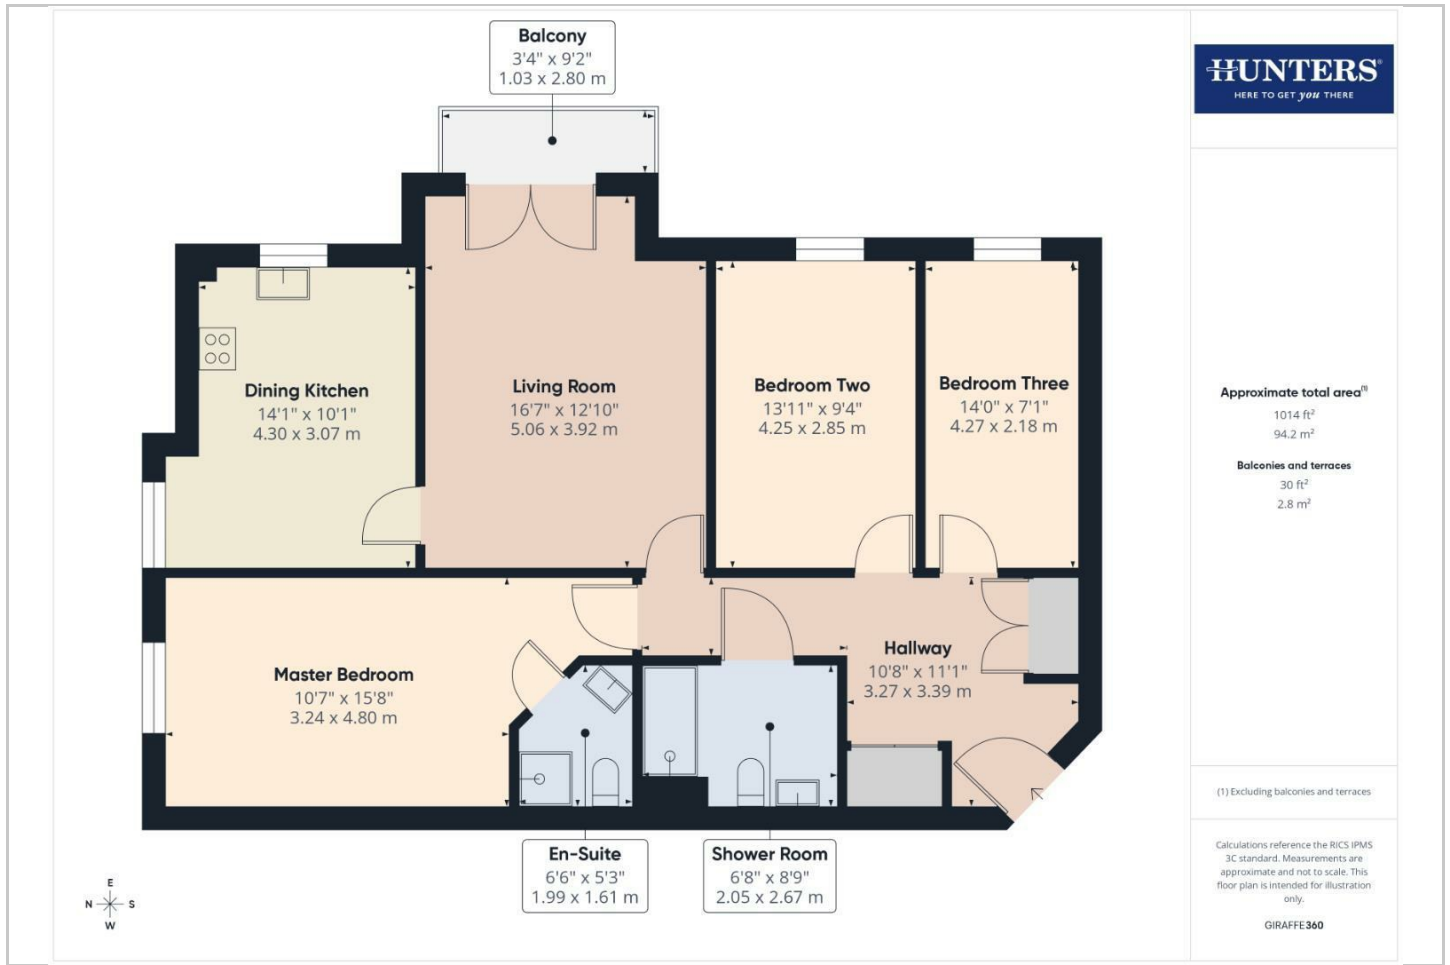 Balcony
3'4" x 9'2"
1.03 x 2.80 m
HUNTERS®
HERE TO GET you THERE
Dining Kitchen
14'1" x 10'1"
4.30 x 3.07 m
Living Room
16'7" x 12'10"
5.06 x 3.92 m
Bedroom Two
13'11" x 9'4"
4.25 x 2.85 m
Bedroom Three
14'0" x 7'1"
4.27 x 2.18 m
Master Bedroom
10'7" x 15'8"
3.24 x 4.80 m
Hallway
10'8" x 11'1"
3.27 x 3.39 m
En-Suite
6'6" x 5'3"
1.99 x 1.61 m
Shower Room
6'8" x 8'9"
2.05 x 2.67 m
E
N S
W
Approximate total area(1)
1014 ft²
94.2 m²
Balconies and terraces
30 ft²
2.8 m²
(1) Excluding balconies and terraces
Calculations reference the RICS IPMS
3C standard. Measurements are
approximate and not to scale. This
floor plan is intended for illustration
only.
GIRAFFE360